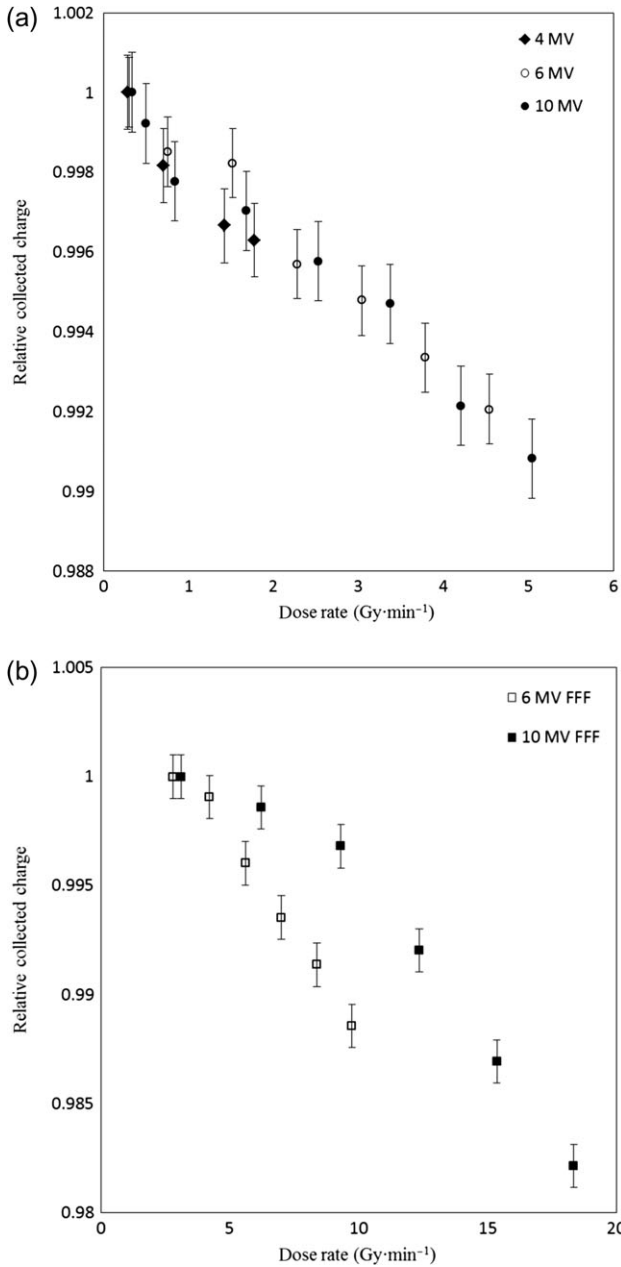 (a)
1.002
1
0.998
0.996
0.994
0.992
0.99
0.988
Relative collected charge
4 MV
6 MV
10 MV
0 1 2 3 4 5 6
Dose rate (Gy·min⁻¹)
(b)
1.005
1
0.995
0.99
0.985
0.98
Relative collected charge
6 MV FFF
10 MV FFF
0 5 10 15 20
Dose rate (Gy·min⁻¹)